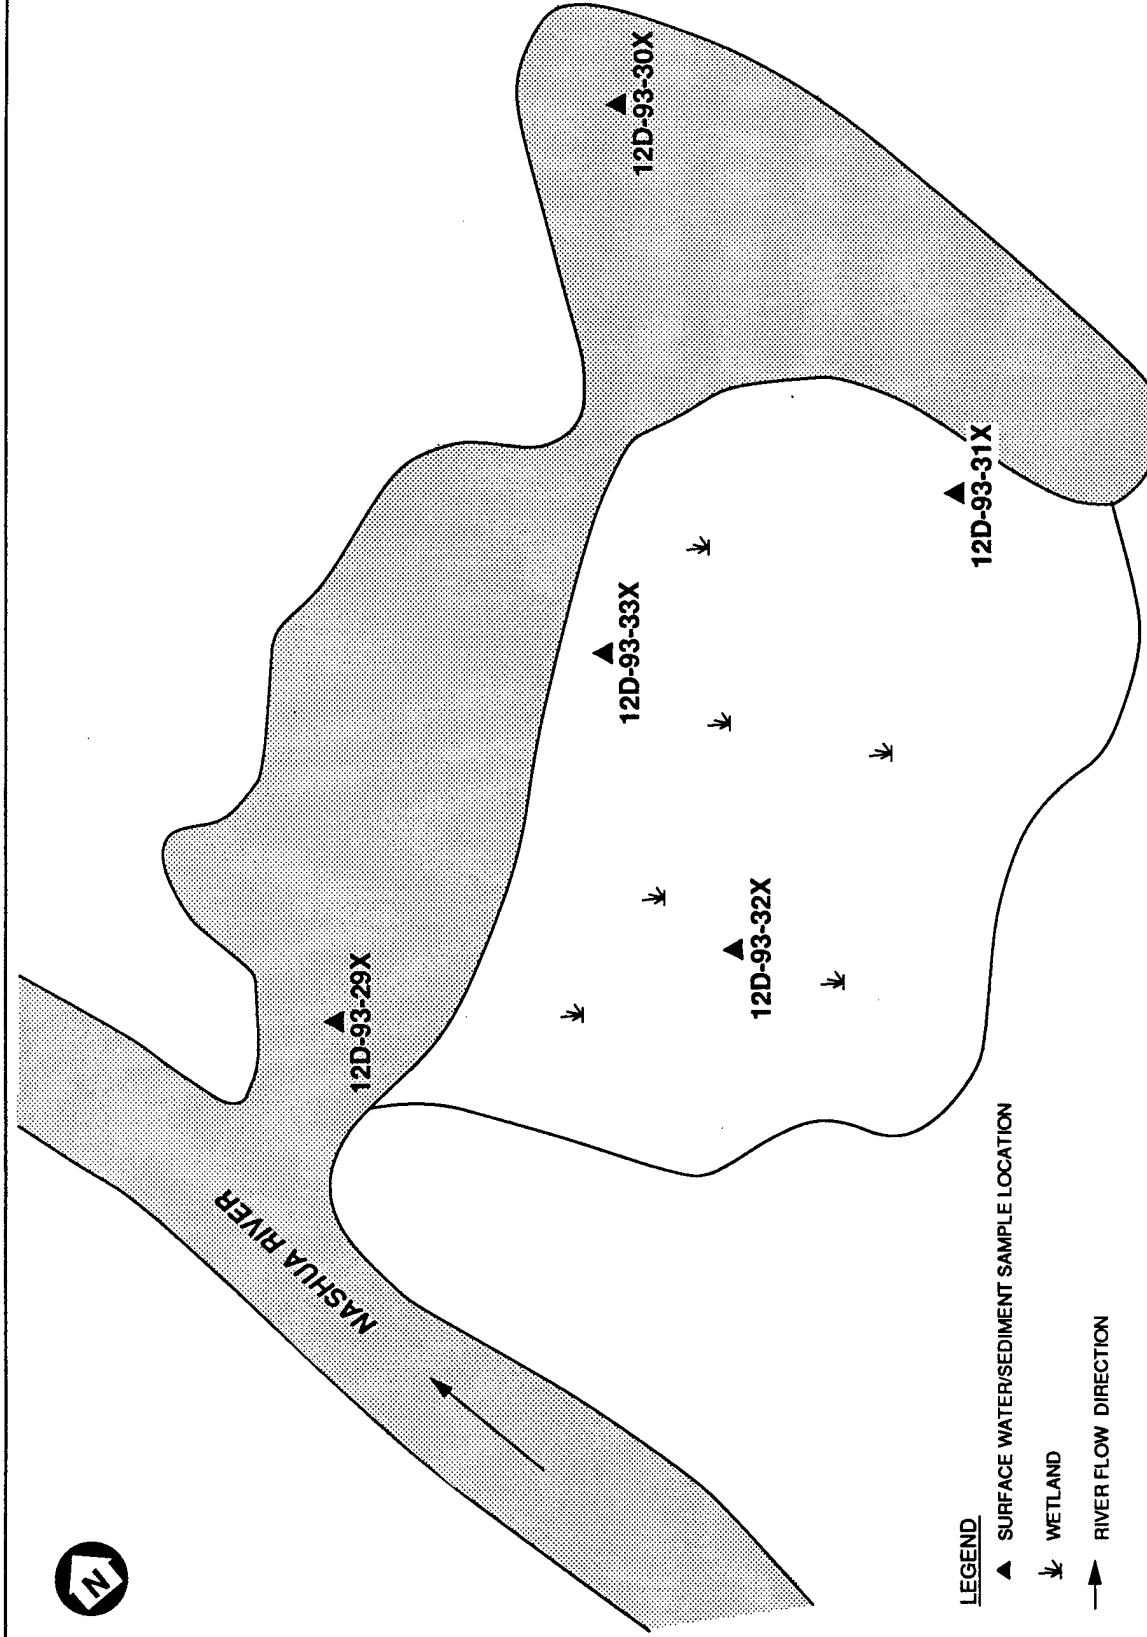 N
NASHUA RIVER
12D-93-29X
12D-93-30X
12D-93-33X
12D-93-32X
12D-93-31X
LEGEND
SURFACE WATER/SEDIMENT SAMPLE LOCATION
WETLAND
RIVER FLOW DIRECTION